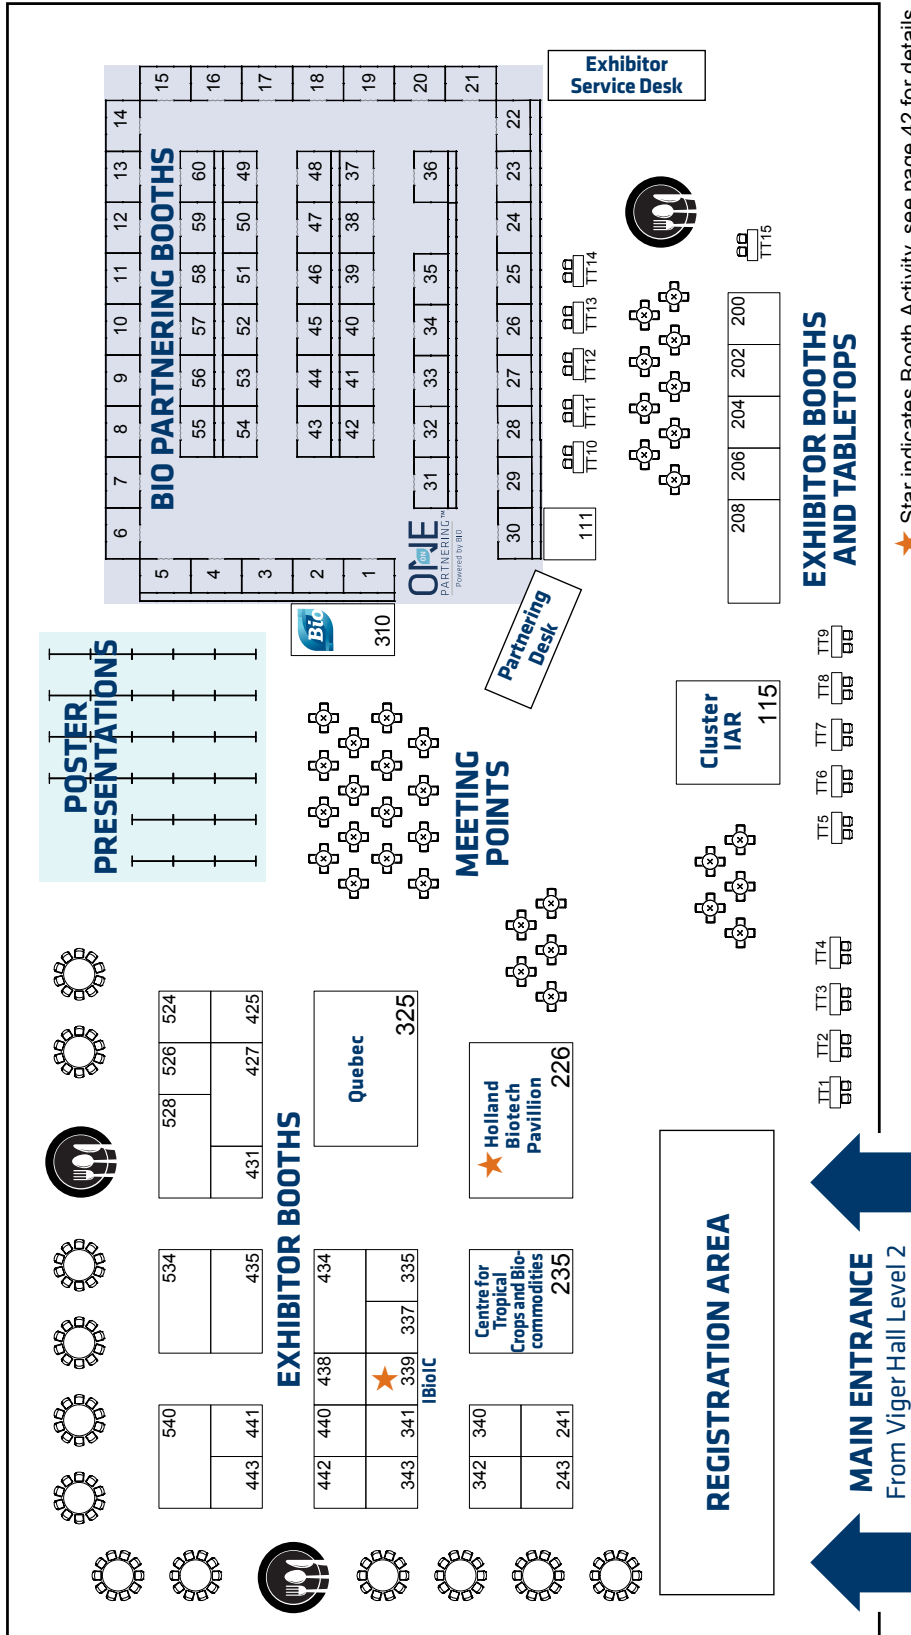 Exhibitor
Service Desk
15
16
17
18
19
20
21
14
13
12
11
10
9
8
7
6
22
23
24
25
26
27
28
29
30
5
4
3
2
1
BIO PARTNERING BOOTHS
60
59
58
57
56
55
49
50
51
52
53
54
48
47
46
45
44
43
37
38
39
40
41
42
36
35
34
33
32
31
ONE
ON
PARTNERING™
Powered by BIO
111
Partnering
Desk
Bio
310
POSTER
PRESENTATIONS
MEETING
POINTS
TT14
TT13
TT12
TT11
TT10
TT15
200
202
204
206
208
EXHIBITOR BOOTHS
AND TABLETOPS
★ Star indicates Booth Activity, see page 42 for details
Cluster
IAR
115
TT9
TT8
TT7
TT6
TT5
TT4
TT3
TT2
TT1
524
526
528
425
427
431
Quebec
325
Holland
Biotech
Pavillion
226
EXHIBITOR BOOTHS
534
435
540
441
443
434
438
440
442
335
337
339
341
343
IBioIC
Centre for
Tropical
Crops and Bio-
commodities
235
340
342
241
243
REGISTRATION AREA
MAIN ENTRANCE
From Viger Hall Level 2